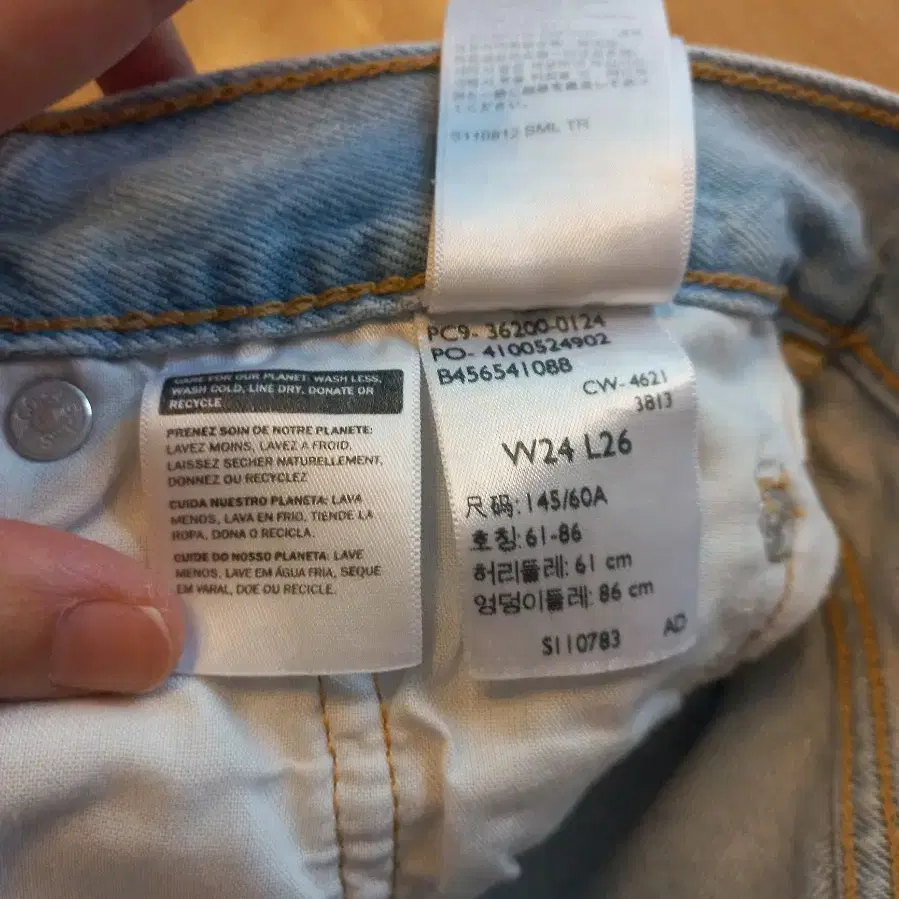 ください。
S110812 SML TR
PC9- 36200-0124
PO- 4100524902
B456541088
CW- 4621
3813
W24 L26
尺码: 145/60A
호칭: 61-86
허리둘레: 61 cm
엉덩이둘레: 86 cm
S110783 AD
CARE FOR OUR PLANET: WASH LESS,
WASH COLD, LINE DRY, DONATE OR
RECYCLE
PRENEZ SOIN DE NOTRE PLANETE:
LAVEZ MOINS, LAVEZ A FROID,
LAISSEZ SECHER NATURELLEMENT,
DONNEZ OU RECYCLEZ
CUIDA NUESTRO PLANETA: LAVA
MENOS, LAVA EN FRIO, TIENDE LA
ROPA, DONA O RECICLA.
CUIDE DO NOSSO PLANETA: LAVE
MENOS, LAVE EM ÁGUA FRIA, SEQUE
EM VARAL, DOE OU RECICLE.